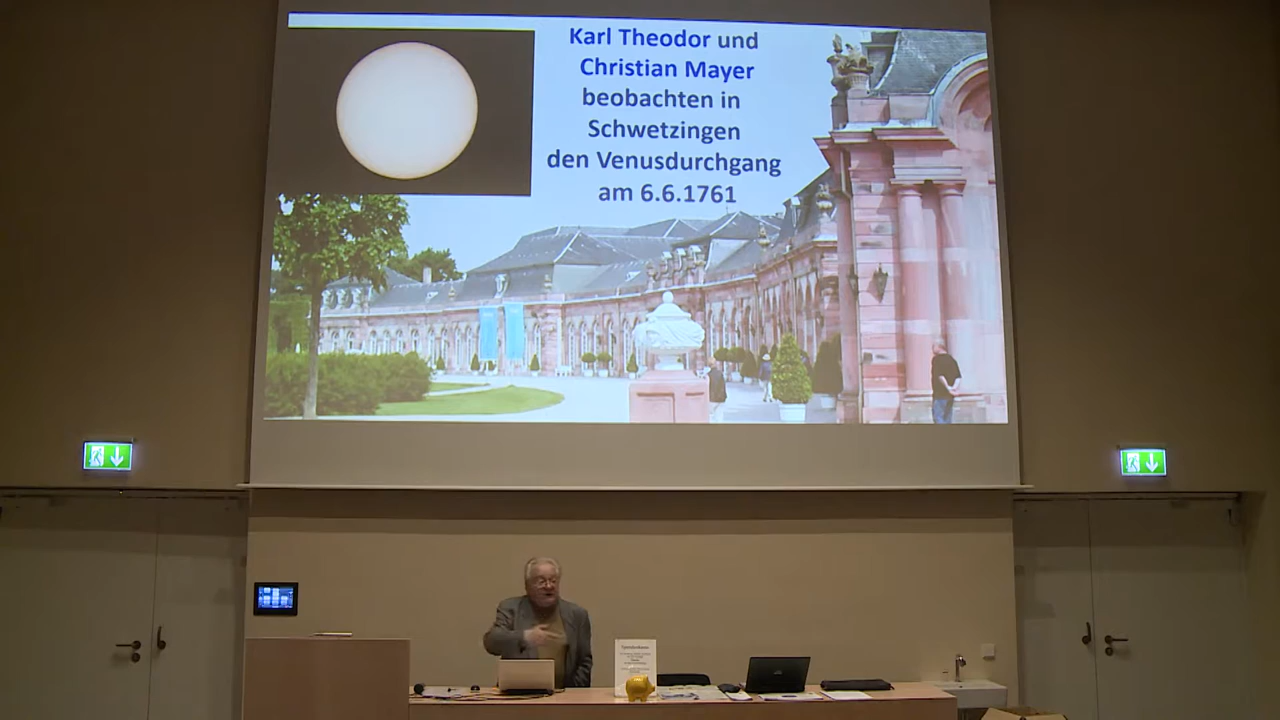 Karl Theodor und
Christian Mayer
beobachten in
Schwetzingen
den Venusdurchgang
am 6.6.1761